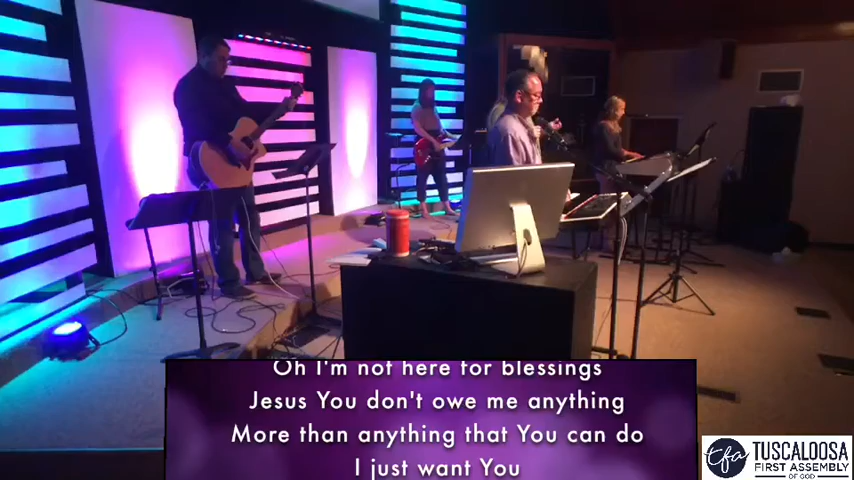 Oh I'm not here for blessings
Jesus You don't owe me anything
More than anything that You can do
I just want You
tfa
TUSCALOOSA
FIRST ASSEMBLY
OF GOD